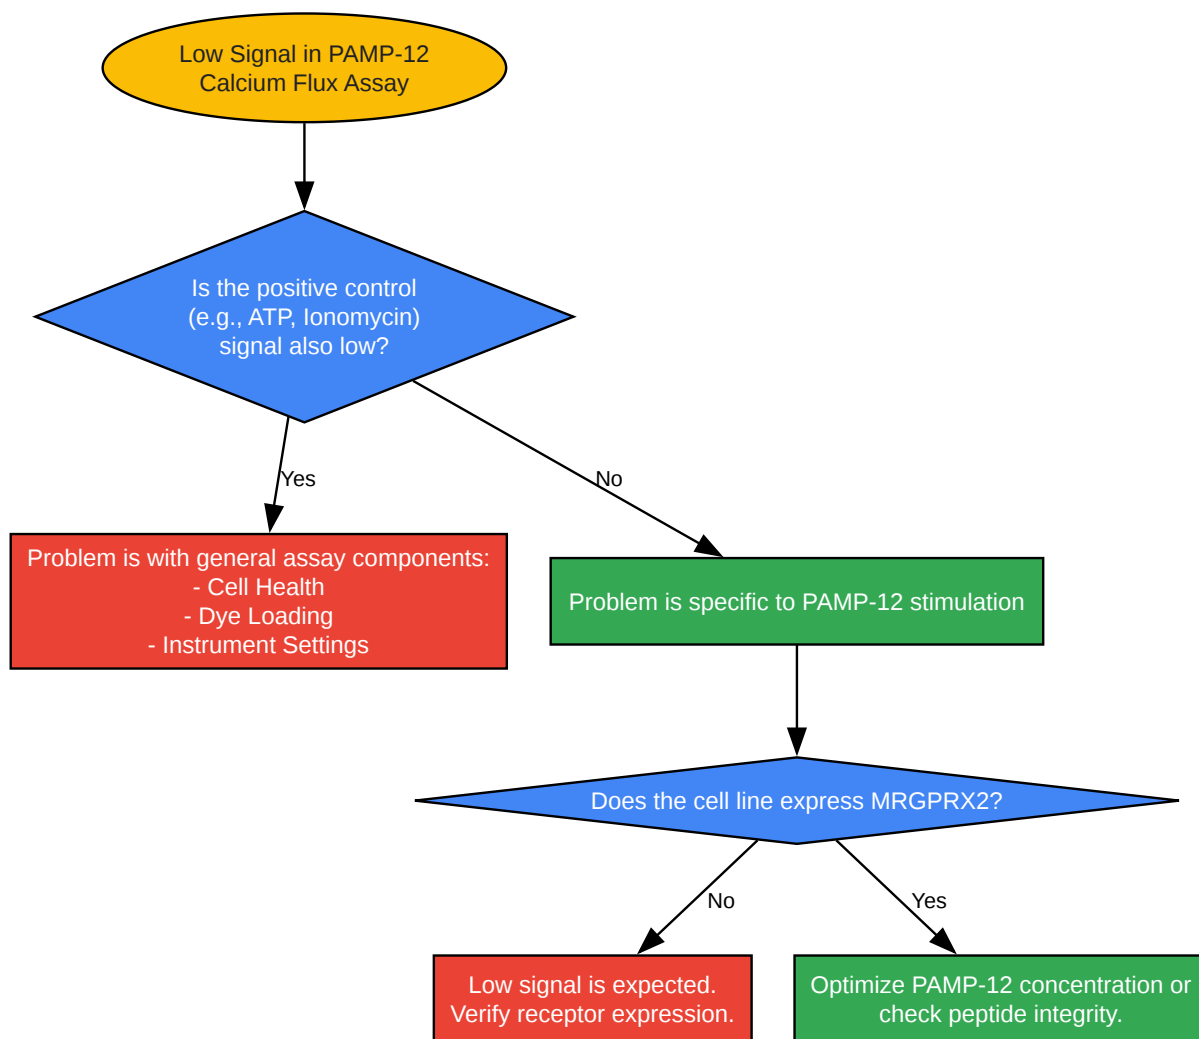 Low Signal in PAMP-12
Calcium Flux Assay
Is the positive control
(e.g., ATP, Ionomycin)
signal also low?
Yes
No
Problem is with general assay components:
- Cell Health
- Dye Loading
- Instrument Settings
Problem is specific to PAMP-12 stimulation
Does the cell line express MRGPRX2?
No
Yes
Low signal is expected.
Verify receptor expression.
Optimize PAMP-12 concentration or
check peptide integrity.